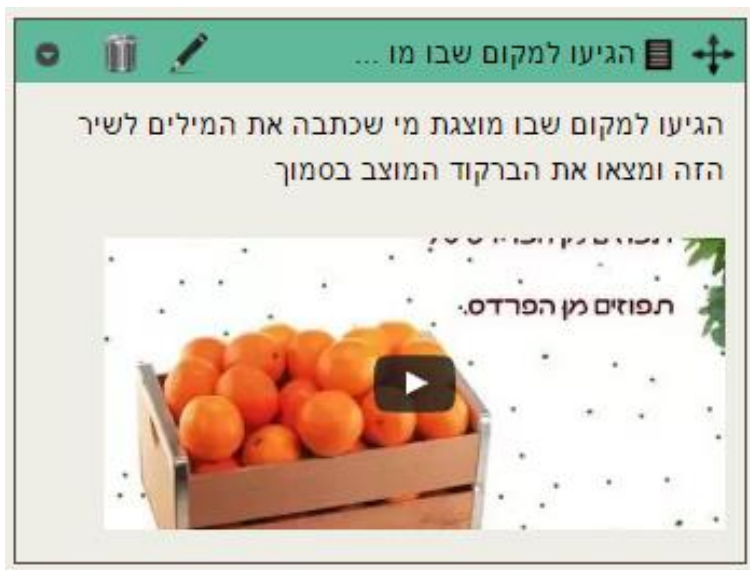 הגיעו למקום שבו מו ...
הגיעו למקום שבו מוצגת מי שכתבה את המילים לשיר
הזה ומצאו את הברקוד המוצב בסמוך
תפוזים מן הפרדס.